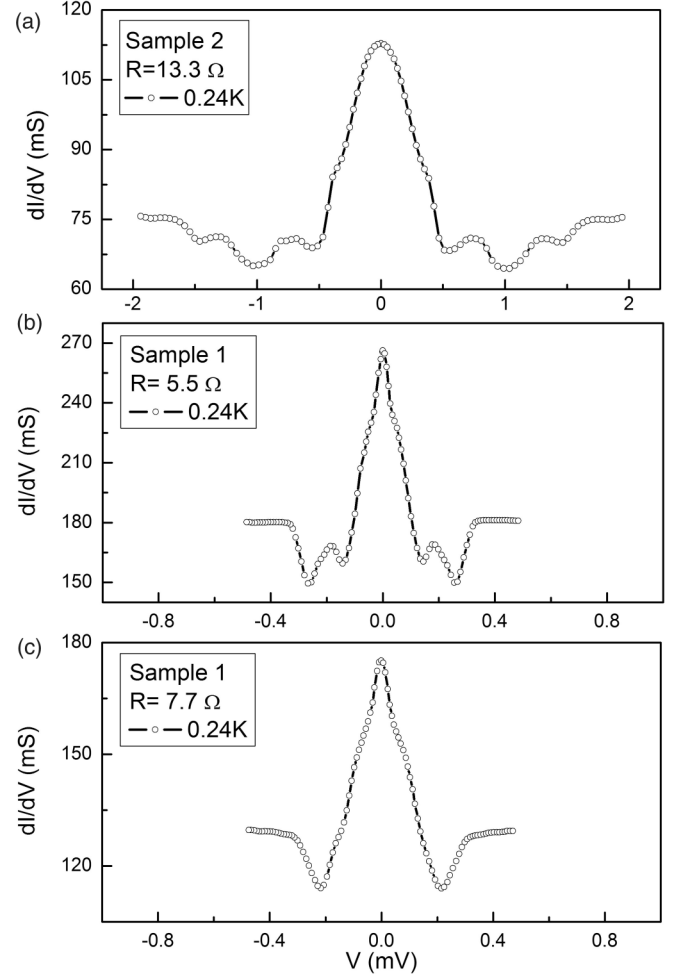 (a)
120
105
90
75
60
dI/dV (mS)
Sample 2
R=13.3 Ω
0.24K
-2 -1 0 1 2
(b)
270
240
210
180
150
dI/dV (mS)
Sample 1
R= 5.5 Ω
0.24K
-0.8 -0.4 0.0 0.4 0.8
(c)
180
150
120
dI/dV (mS)
Sample 1
R= 7.7 Ω
0.24K
-0.8 -0.4 0.0 0.4 0.8
V (mV)